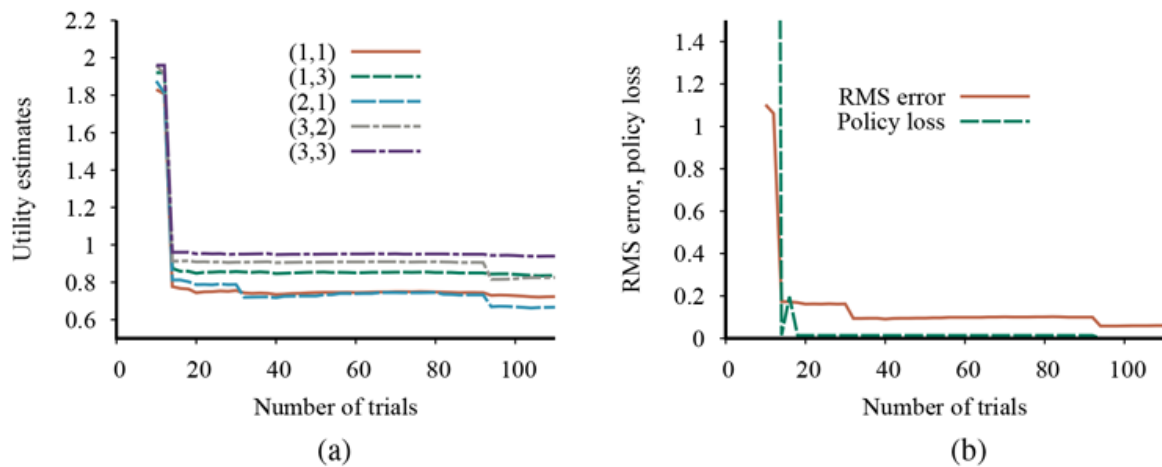 2.2
2
1.8
1.6
1.4
1.2
1
0.8
0.6
Utility estimates
(1,1)
(1,3)
(2,1)
(3,2)
(3,3)
0 20 40 60 80 100
Number of trials
(a)
1.4
1.2
1
0.8
0.6
0.4
0.2
0
RMS error, policy loss
RMS error
Policy loss
0 20 40 60 80 100
Number of trials
(b)